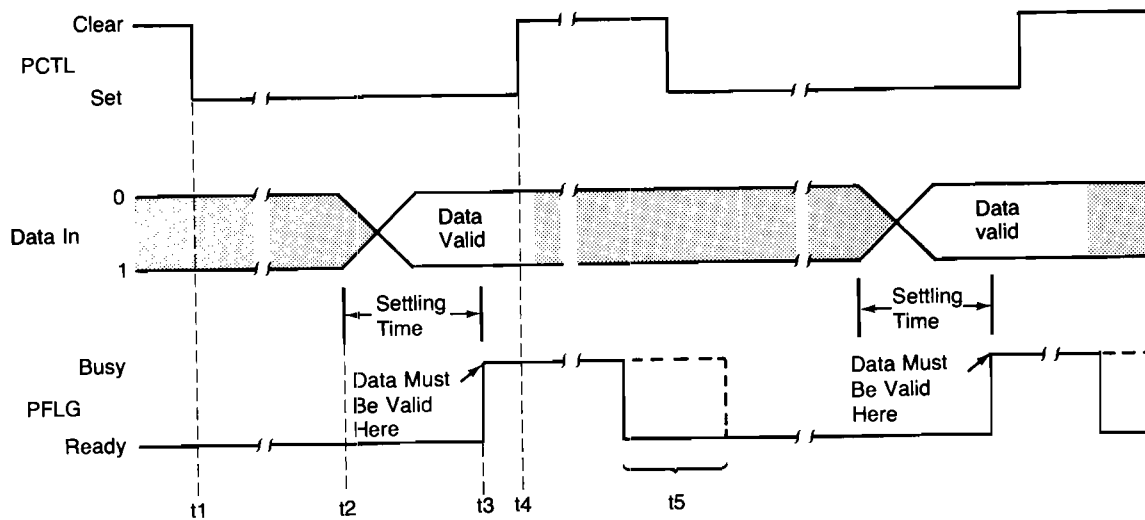 Clear
PCTL
Set
0
Data In
1
Data
Valid
Data
valid
Settling
Time
Settling
Time
Busy
PFLG
Ready
Data Must
Be Valid
Here
Data Must
Be Valid
Here
t1
t2
t3
t4
t5